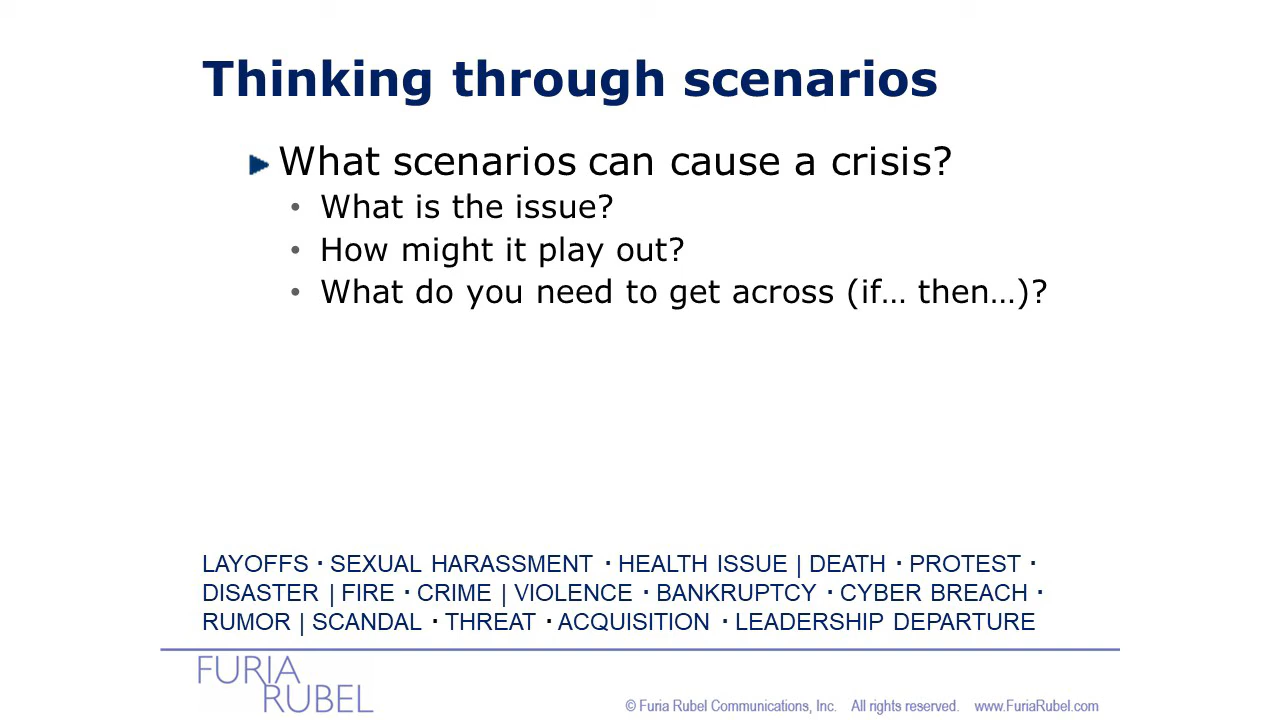 Thinking through scenarios
What scenarios can cause a crisis?
• What is the issue?
• How might it play out?
• What do you need to get across (if… then…)?
LAYOFFS · SEXUAL HARASSMENT · HEALTH ISSUE | DEATH · PROTEST ·
DISASTER | FIRE · CRIME | VIOLENCE · BANKRUPTCY · CYBER BREACH ·
RUMOR | SCANDAL · THREAT · ACQUISITION · LEADERSHIP DEPARTURE
FURIA
RUBEL
© Furia Rubel Communications, Inc. All rights reserved. www.FuriaRubel.com